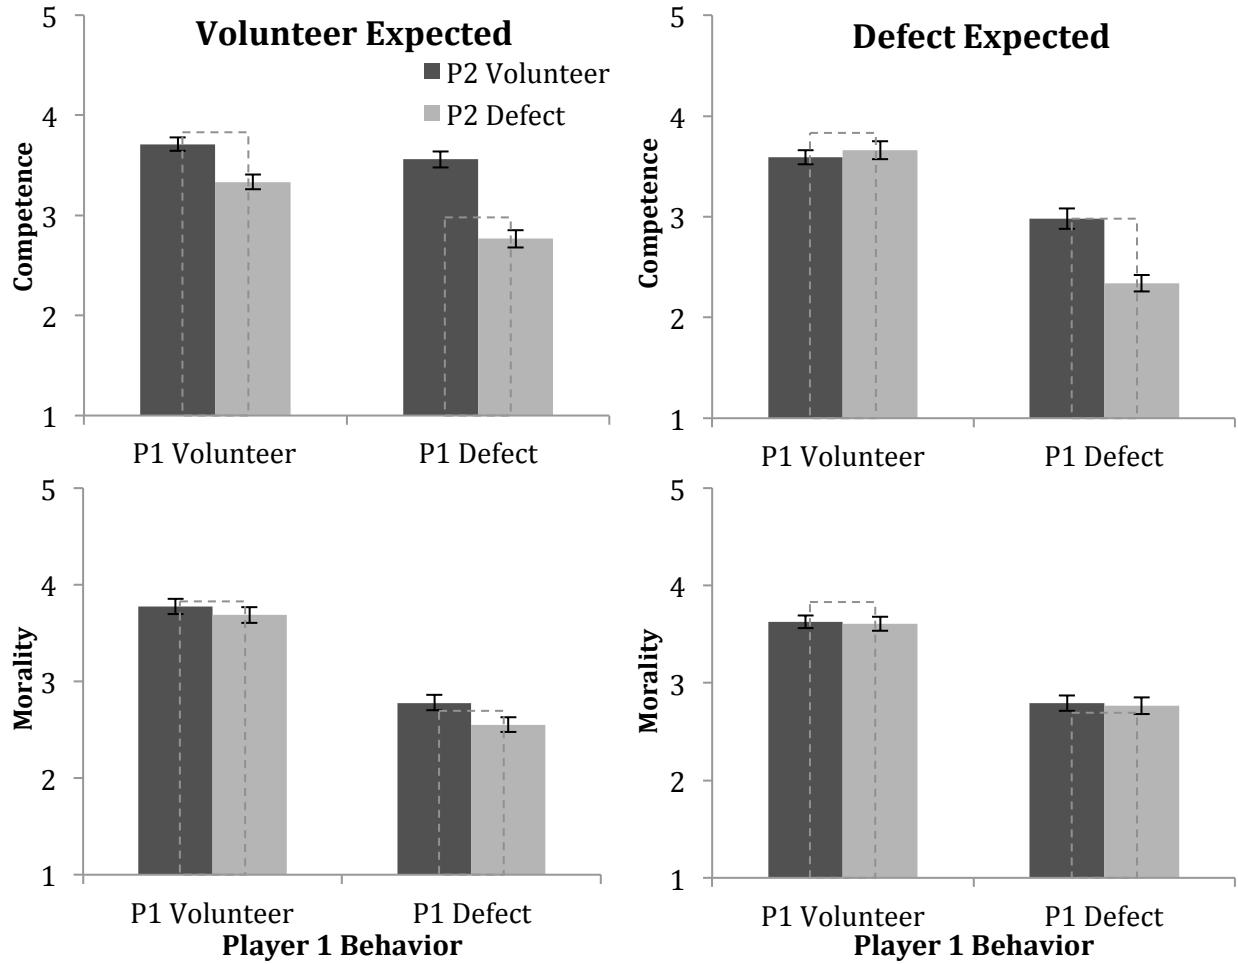 Volunteer Expected
P2 Volunteer
P2 Defect
Competence
5
4
3
2
1
P1 Volunteer
P1 Defect
Defect Expected
Competence
5
4
3
2
1
P1 Volunteer
P1 Defect
Morality
5
4
3
2
1
P1 Volunteer
P1 Defect
Player 1 Behavior
Morality
5
4
3
2
1
P1 Volunteer
P1 Defect
Player 1 Behavior